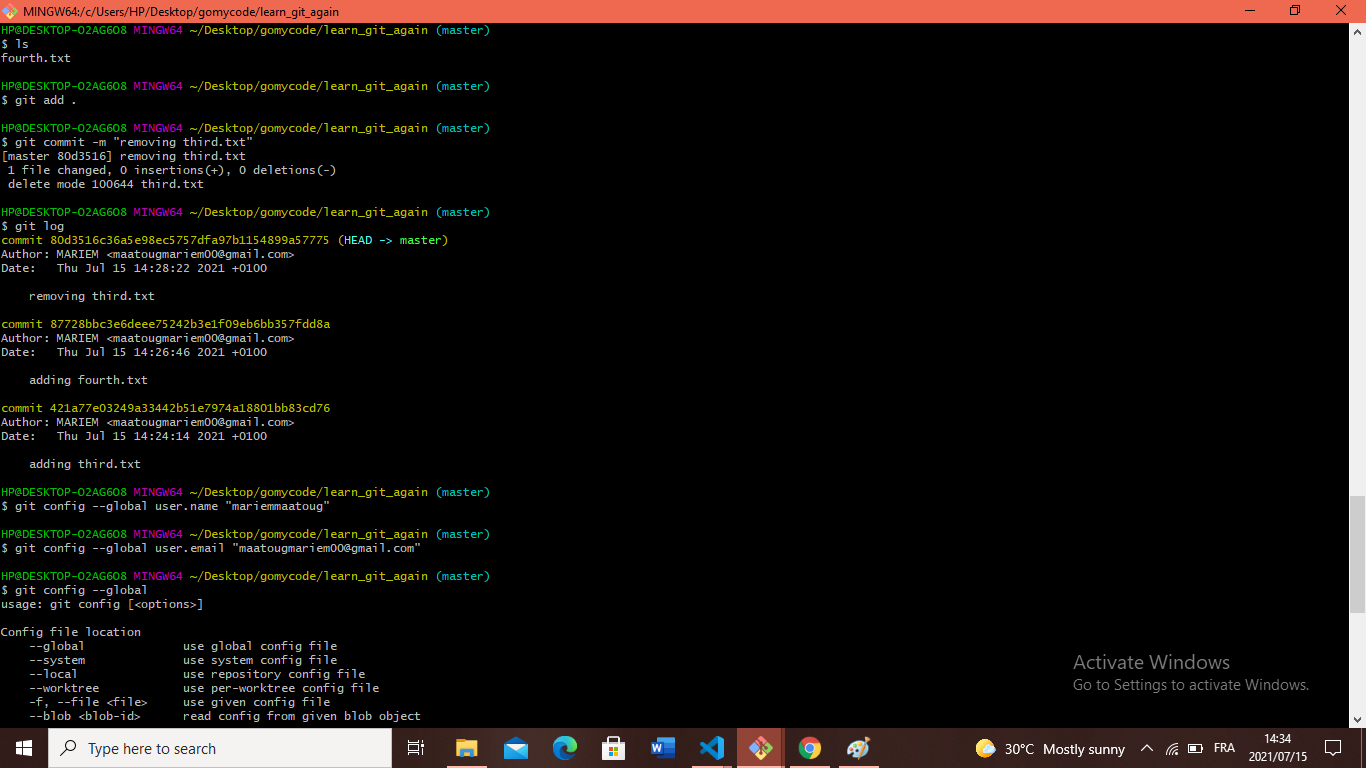 MINGW64:/c/Users/HP/Desktop/gomycode/learn_git_again
HP@DESKTOP-O2AG6O8 MINGW64 ~/Desktop/gomycode/learn_git_again (master)
$ ls
fourth.txt
HP@DESKTOP-O2AG6O8 MINGW64 ~/Desktop/gomycode/learn_git_again (master)
$ git add .
HP@DESKTOP-O2AG6O8 MINGW64 ~/Desktop/gomycode/learn_git_again (master)
$ git commit -m "removing third.txt"
[master 80d3516] removing third.txt
 1 file changed, 0 insertions(+), 0 deletions(-)
 delete mode 100644 third.txt
HP@DESKTOP-O2AG6O8 MINGW64 ~/Desktop/gomycode/learn_git_again (master)
$ git log
commit 80d3516c36a5e98ec5757dfa97b1154899a57775 (HEAD -> master)
Author: MARIEM <maatougmariem00@gmail.com>
Date:   Thu Jul 15 14:28:22 2021 +0100
    removing third.txt
commit 87728bbc3e6deee75242b3e1f09eb6bb357fdd8a
Author: MARIEM <maatougmariem00@gmail.com>
Date:   Thu Jul 15 14:26:46 2021 +0100
    adding fourth.txt
commit 421a77e03249a33442b51e7974a18801bb83cd76
Author: MARIEM <maatougmariem00@gmail.com>
Date:   Thu Jul 15 14:24:14 2021 +0100
    adding third.txt
HP@DESKTOP-O2AG6O8 MINGW64 ~/Desktop/gomycode/learn_git_again (master)
$ git config --global user.name "mariemmaatoug"
HP@DESKTOP-O2AG6O8 MINGW64 ~/Desktop/gomycode/learn_git_again (master)
$ git config --global user.email "maatougmariem00@gmail.com"
HP@DESKTOP-O2AG6O8 MINGW64 ~/Desktop/gomycode/learn_git_again (master)
$ git config --global
usage: git config [<options>]
Config file location
    --global              use global config file
    --system              use system config file
    --local               use repository config file
    --worktree            use per-worktree config file
    -f, --file <file>     use given config file
    --blob <blob-id>      read config from given blob object
Activate Windows
Go to Settings to activate Windows.
Type here to search
30°C Mostly sunny
FRA
14:34
2021/07/15